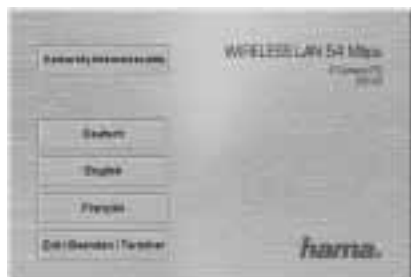 WIRELESS LAN 54 Mbps
Deutsch
English
Français
Exit / Beenden / Terminer
hama.